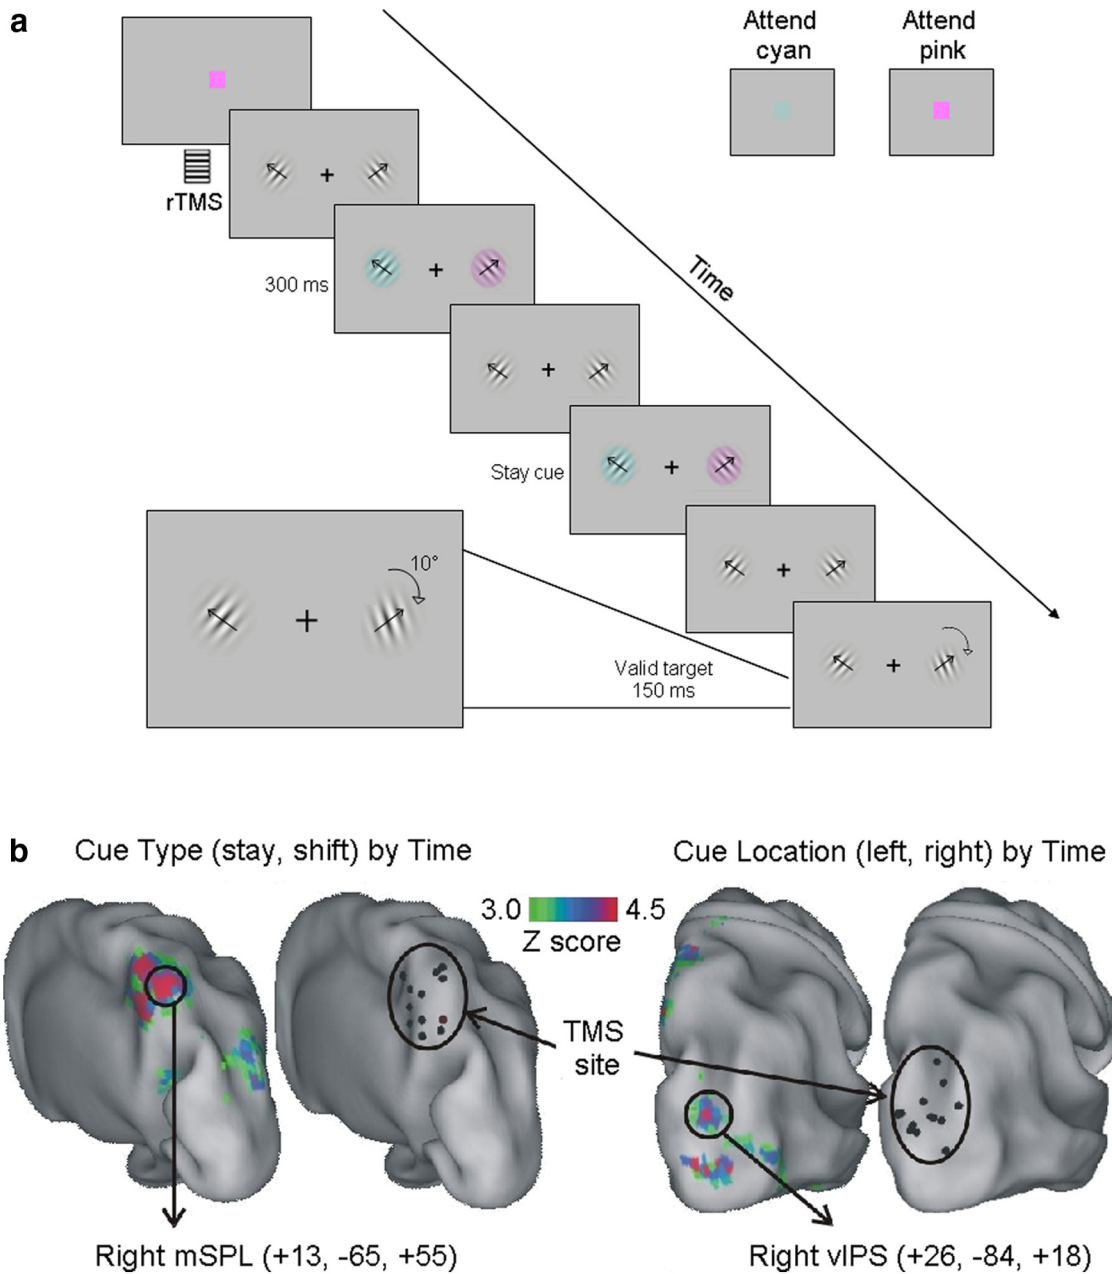 a
Attend
cyan
Attend
pink
rTMS
+
300 ms
+
Time
+
Stay cue
+
+
10°
+
Valid target
150 ms
+
b
Cue Type (stay, shift) by Time
Cue Location (left, right) by Time
3.0
4.5
Z score
TMS
site
Right mSPL (+13, -65, +55)
Right vIPS (+26, -84, +18)